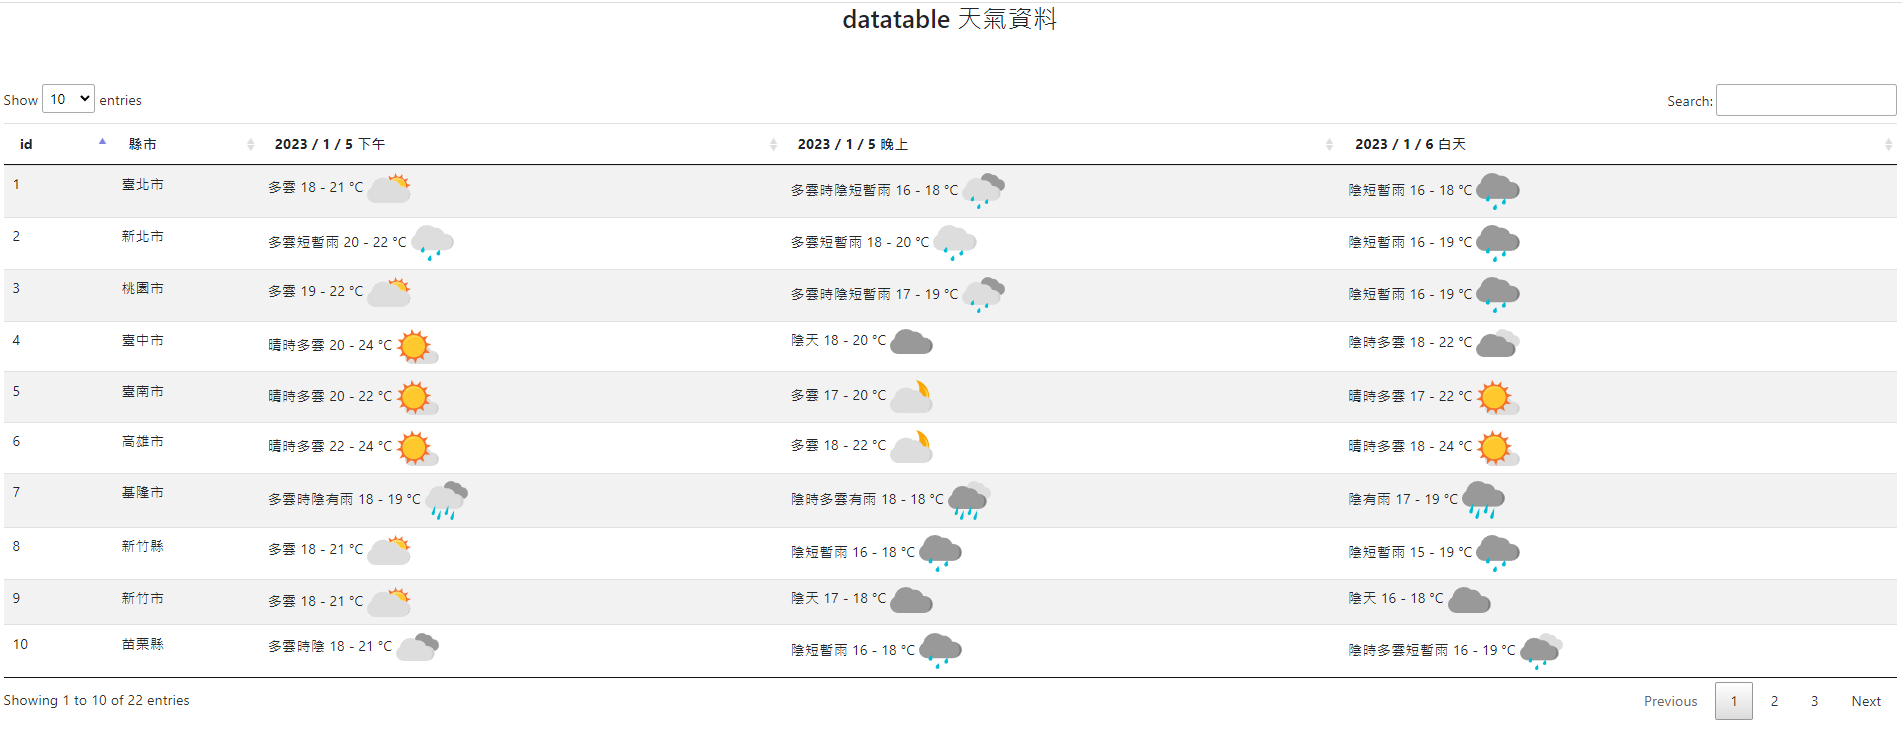 datatable 天氣資料
Show 10 entries Search:
id 縣市 2023 / 1 / 5 下午 2023 / 1 / 5 晚上 2023 / 1 / 6 白天
1 臺北市 多雲 18 - 21 °C 多雲時陰短暫雨 16 - 18 °C 陰短暫雨 16 - 18 °C
2 新北市 多雲短暫雨 20 - 22 °C 多雲短暫雨 18 - 20 °C 陰短暫雨 16 - 19 °C
3 桃園市 多雲 19 - 22 °C 多雲時陰短暫雨 17 - 19 °C 陰短暫雨 16 - 19 °C
4 臺中市 晴時多雲 20 - 24 °C 陰天 18 - 20 °C 陰時多雲 18 - 22 °C
5 臺南市 晴時多雲 20 - 22 °C 多雲 17 - 20 °C 晴時多雲 17 - 22 °C
6 高雄市 晴時多雲 22 - 24 °C 多雲 18 - 22 °C 晴時多雲 18 - 24 °C
7 基隆市 多雲時陰有雨 18 - 19 °C 陰時多雲有雨 18 - 18 °C 陰有雨 17 - 19 °C
8 新竹縣 多雲 18 - 21 °C 陰短暫雨 16 - 18 °C 陰短暫雨 15 - 19 °C
9 新竹市 多雲 18 - 21 °C 陰天 17 - 18 °C 陰天 16 - 18 °C
10 苗栗縣 多雲時陰 18 - 21 °C 陰短暫雨 16 - 18 °C 陰時多雲短暫雨 16 - 19 °C
Showing 1 to 10 of 22 entries Previous 1 2 3 Next